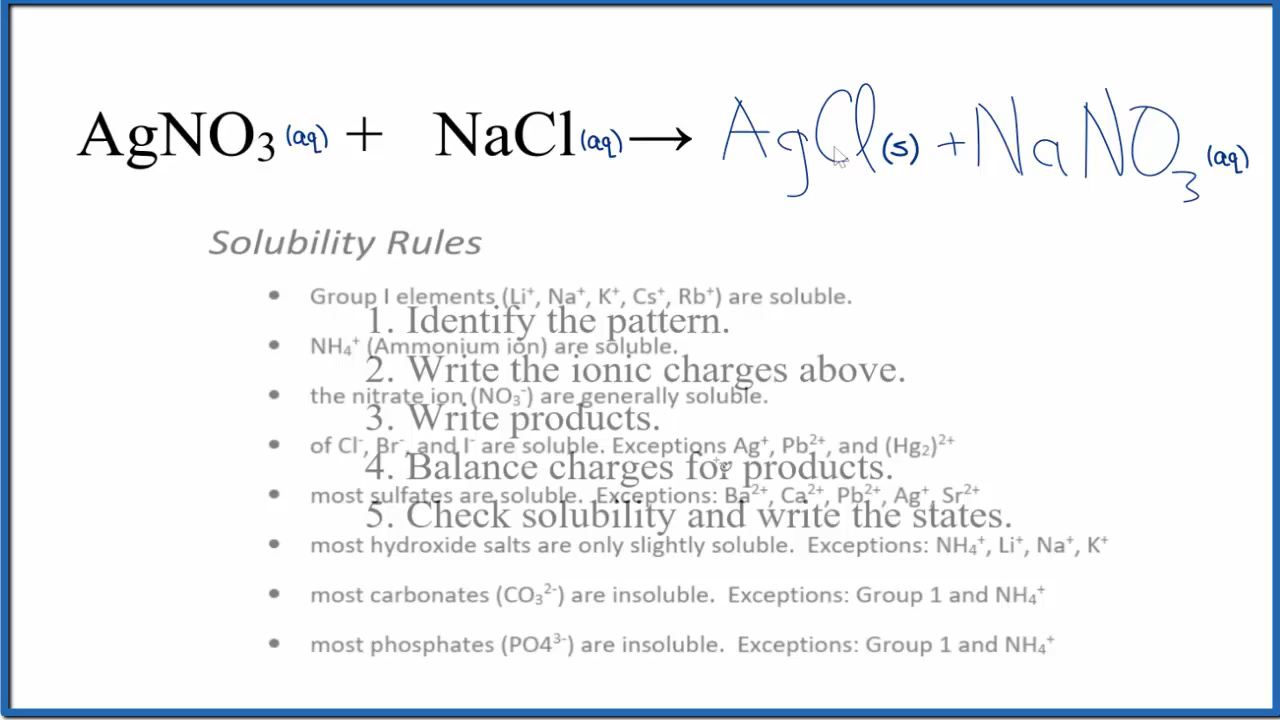 AgNO₃ (aq) + NaCl (aq) → AgCl (s) + NaNO₃ (aq)
Solubility Rules
• Group I elements (Li⁺, Na⁺, K⁺, Cs⁺, Rb⁺) are soluble.
1. Identify the pattern.
• NH₄⁺ (Ammonium ion) are soluble.
2. Write the ionic charges above.
• the nitrate ion (NO₃⁻) are generally soluble.
3. Write products.
• of Cl⁻, Br⁻, and I⁻ are soluble. Exceptions Ag⁺, Pb²⁺, and (Hg₂)²⁺
4. Balance charges for products.
• most sulfates are soluble. Exceptions: Ba²⁺, Ca²⁺, Pb²⁺, Ag⁺, Sr²⁺
5. Check solubility and write the states.
• most hydroxide salts are only slightly soluble. Exceptions: NH₄⁺, Li⁺, Na⁺, K⁺
• most carbonates (CO₃²⁻) are insoluble. Exceptions: Group 1 and NH₄⁺
• most phosphates (PO4³⁻) are insoluble. Exceptions: Group 1 and NH₄⁺